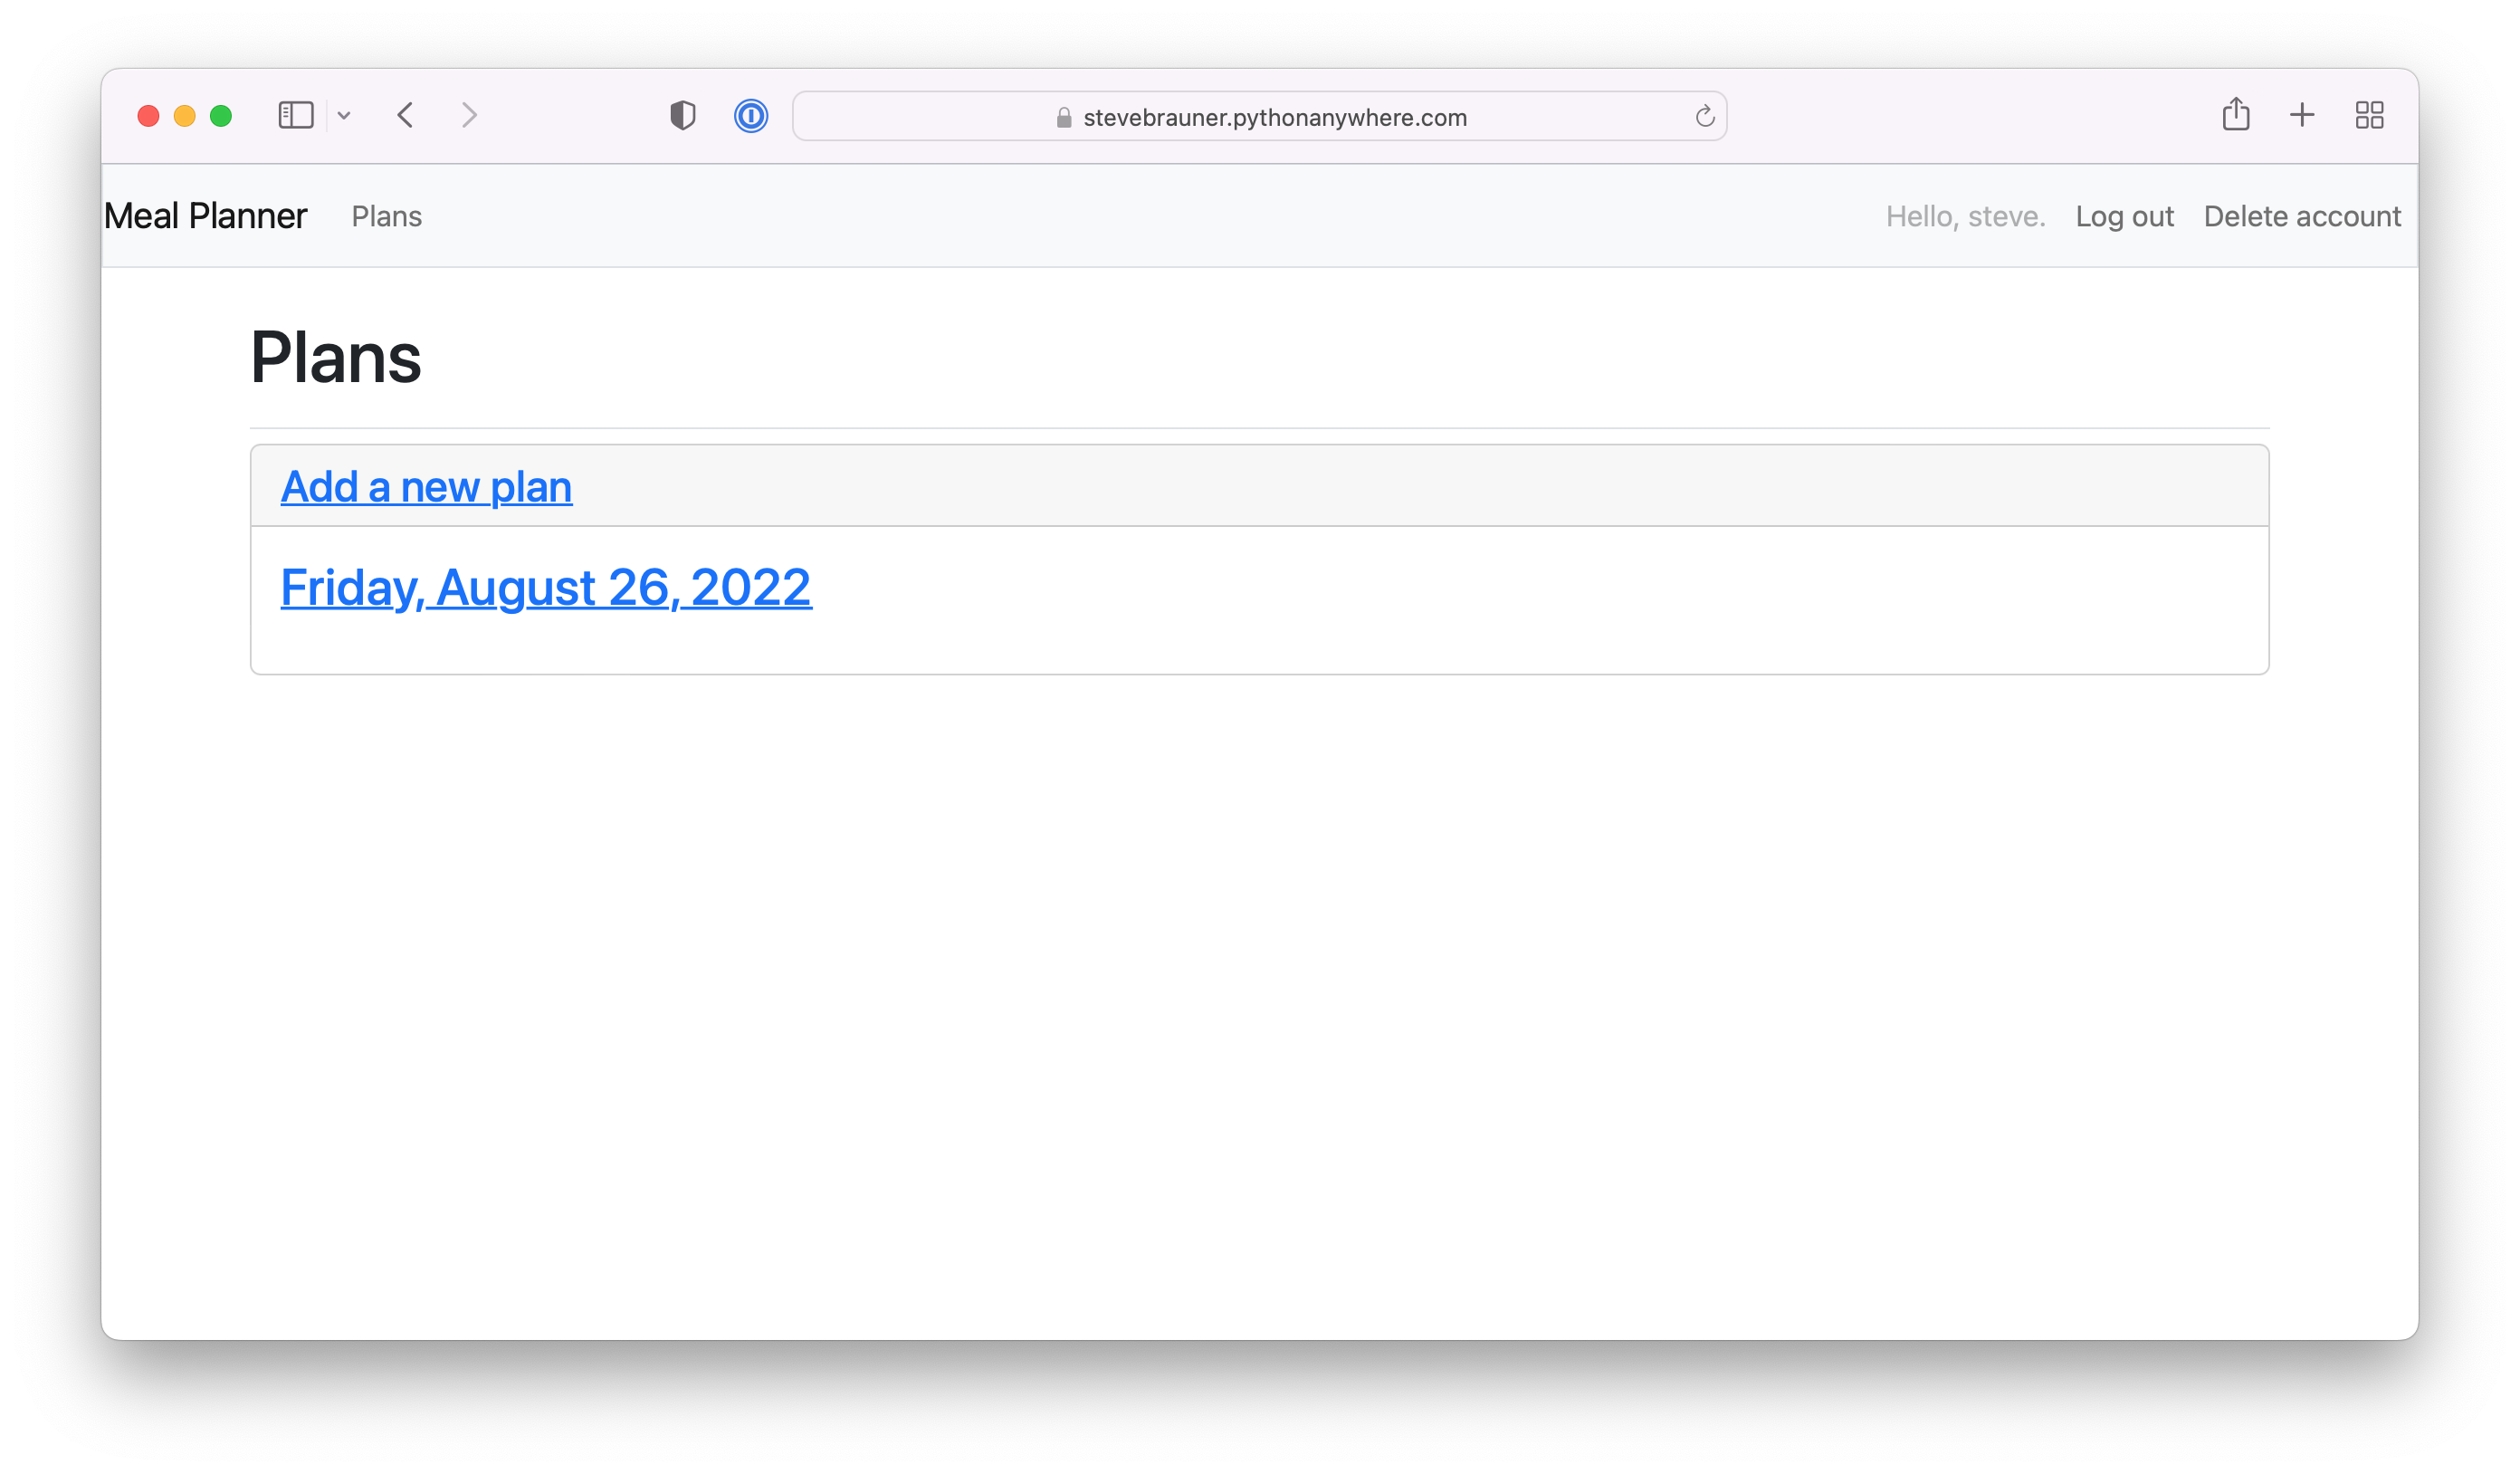 stevebrauner.pythonanywhere.com
Meal Planner Plans Hello, steve. Log out Delete account
Plans
Add a new plan
Friday, August 26, 2022